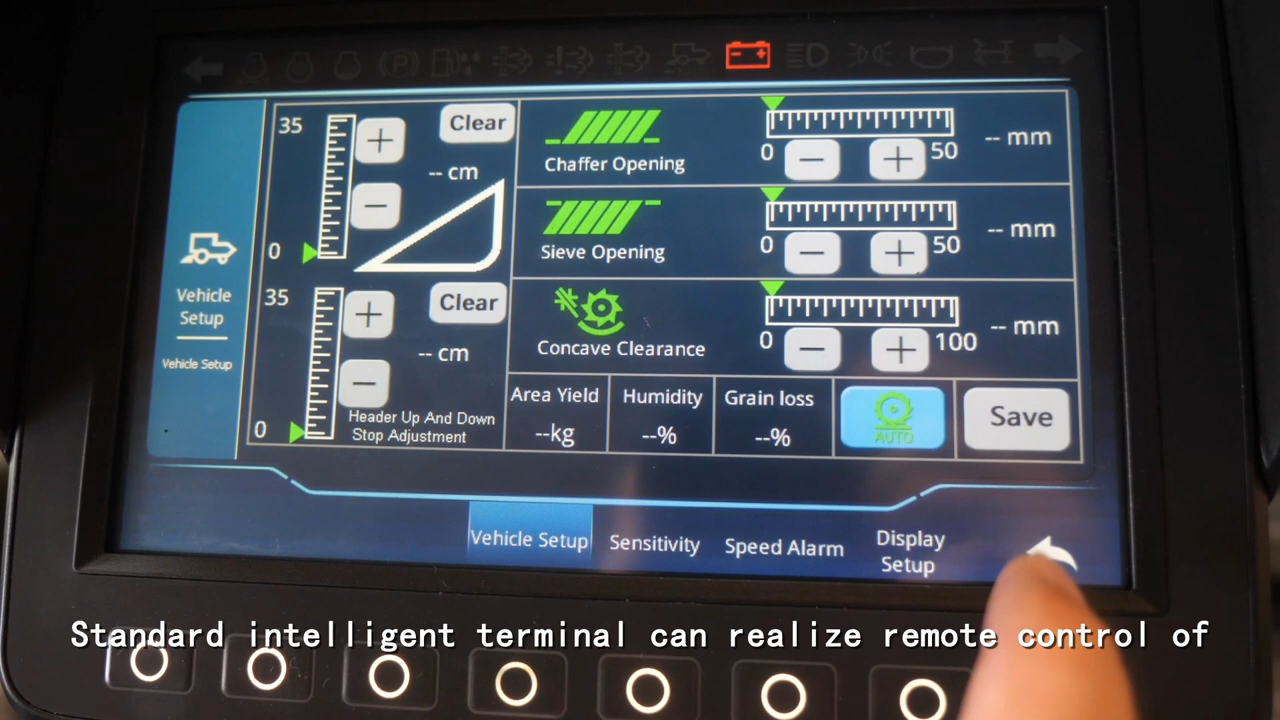 35
Clear
-- cm
0
35
Clear
-- cm
0
Header Up And Down
Stop Adjustment
Vehicle
Setup
Vehicle Setup
Chaffer Opening
0
50
-- mm
Sieve Opening
0
50
-- mm
Concave Clearance
0
100
-- mm
Area Yield
--kg
Humidity
--%
Grain loss
--%
AUTO
Save
Vehicle Setup
Sensitivity
Speed Alarm
Display
Setup
Standard intelligent terminal can realize remote control of